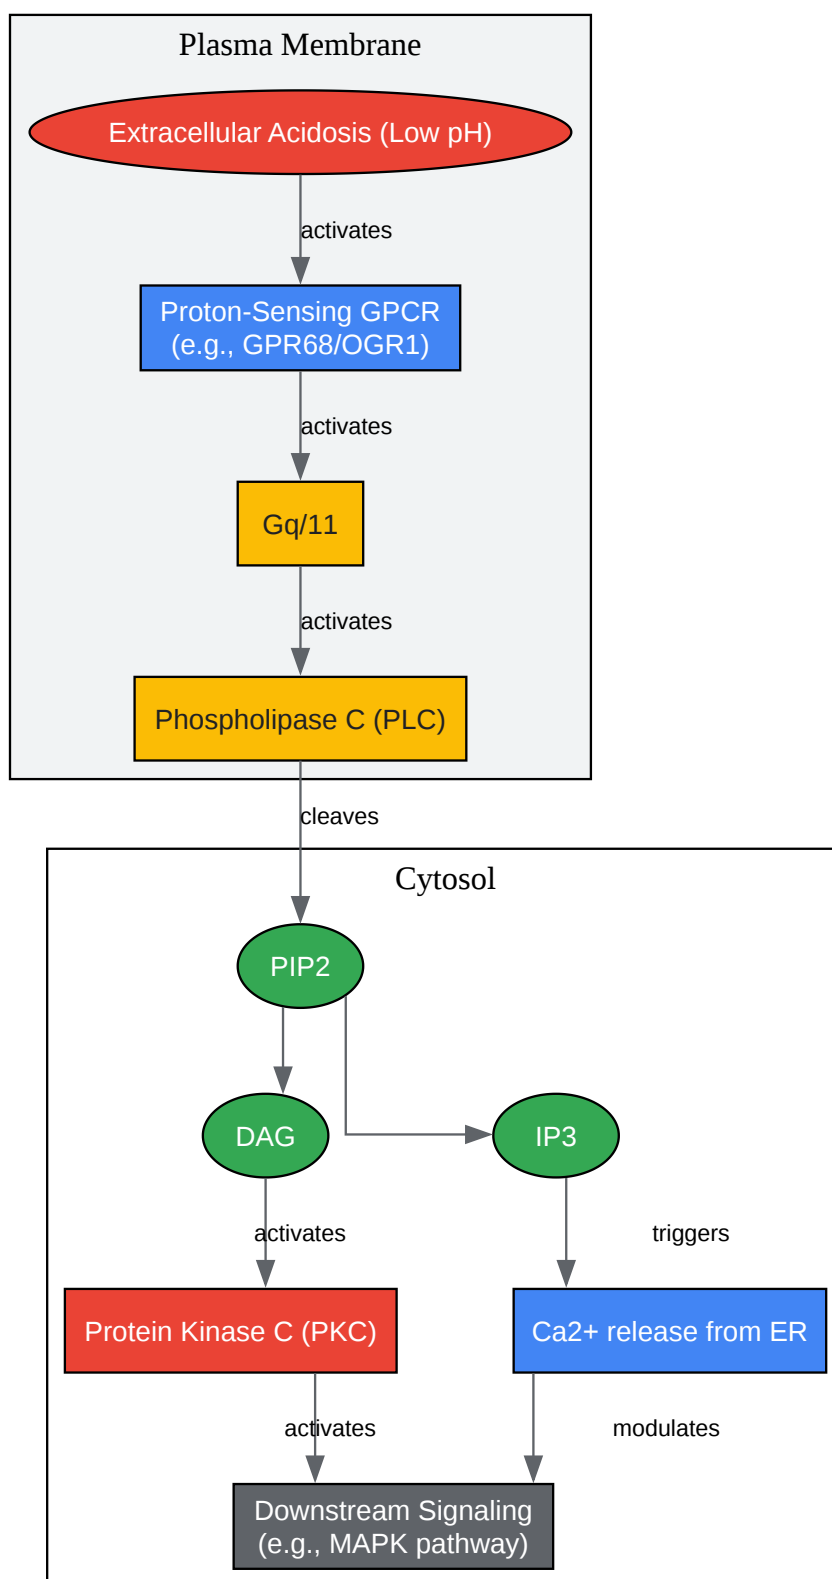 Plasma Membrane
Extracellular Acidosis (Low pH)
activates
Proton-Sensing GPCR
(e.g., GPR68/OGR1)
activates
Gq/11
activates
Phospholipase C (PLC)
cleaves
Cytosol
PIP2
DAG
IP3
activates
triggers
Protein Kinase C (PKC)
Ca2+ release from ER
activates
modulates
Downstream Signaling
(e.g., MAPK pathway)